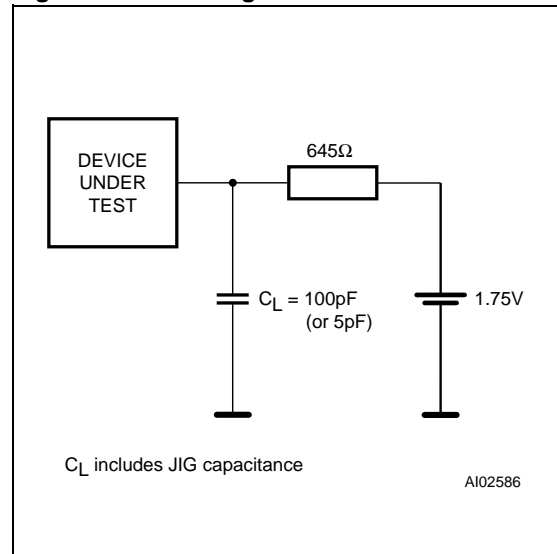 DEVICE
UNDER
TEST
645Ω
CL = 100pF
(or 5pF)
1.75V
CL includes JIG capacitance
AI02586